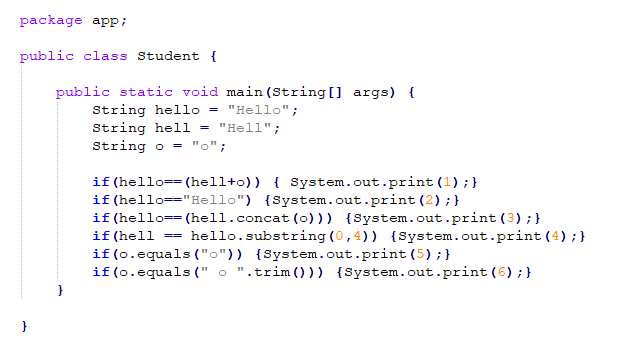 package app;
public class Student {
public static void main(String[] args) {
String hello = "Hello";
String hell = "Hell";
String o = "o";
if(hello==(hell+o)) { System.out.print(1);}
if(hello=="Hello") {System.out.print(2);}
if(hello==(hell.concat(o))) {System.out.print(3);}
if(hell == hello.substring(0,4)) {System.out.print(4);}
if(o.equals("o")) {System.out.print(5);}
if(o.equals(" o ".trim())) {System.out.print(6);}
}
}